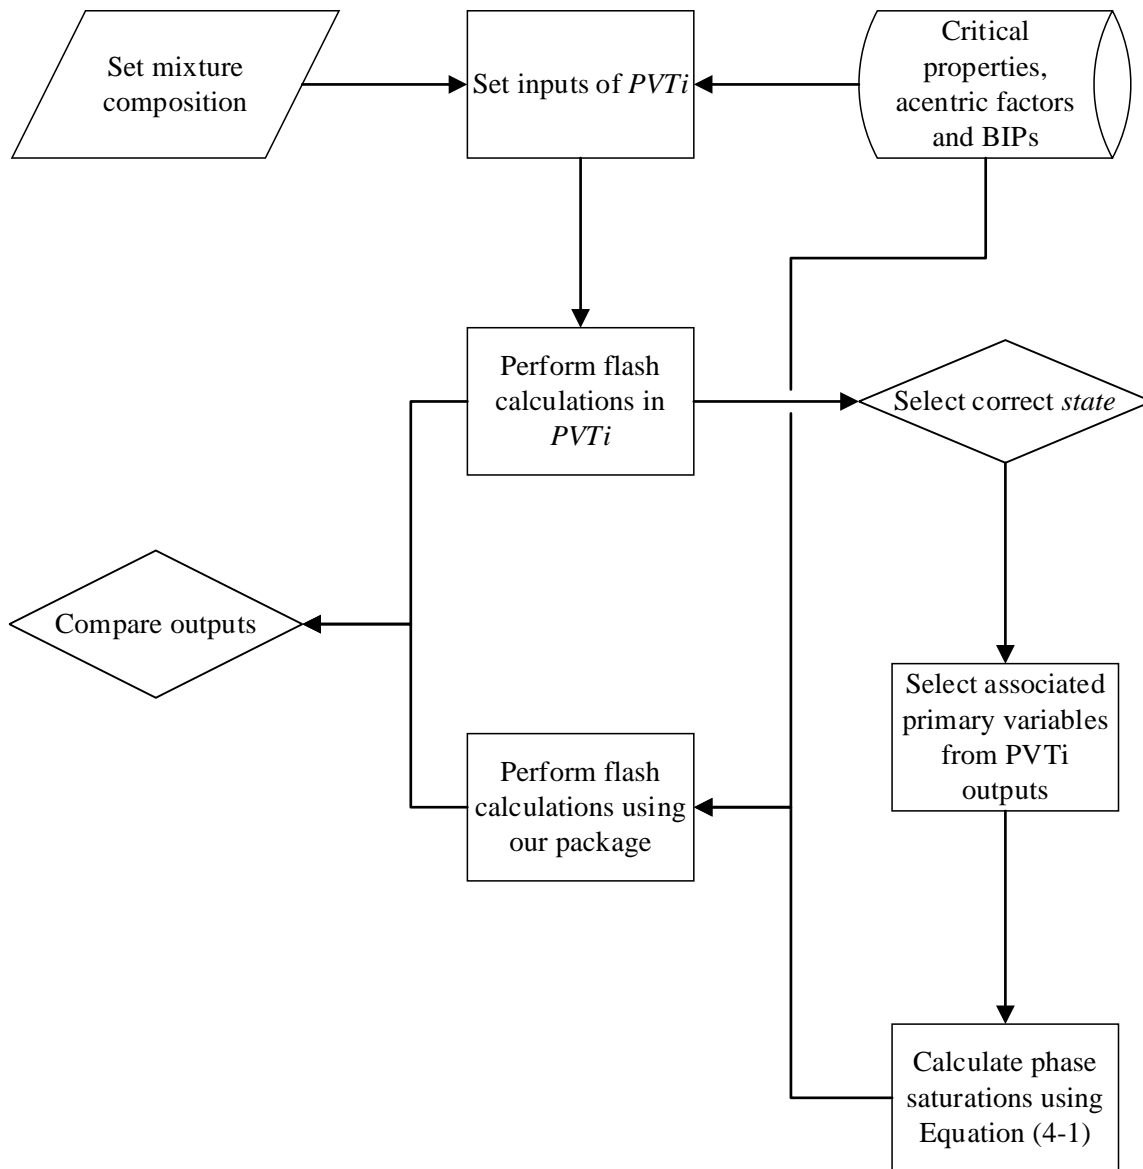 Set mixture
composition
Set inputs of PVTi
Critical
properties,
acentric factors
and BIPs
Perform flash
calculations in
PVTi
Select correct state
Compare outputs
Select associated
primary variables
from PVTi
outputs
Perform flash
calculations using
our package
Calculate phase
saturations using
Equation (4-1)